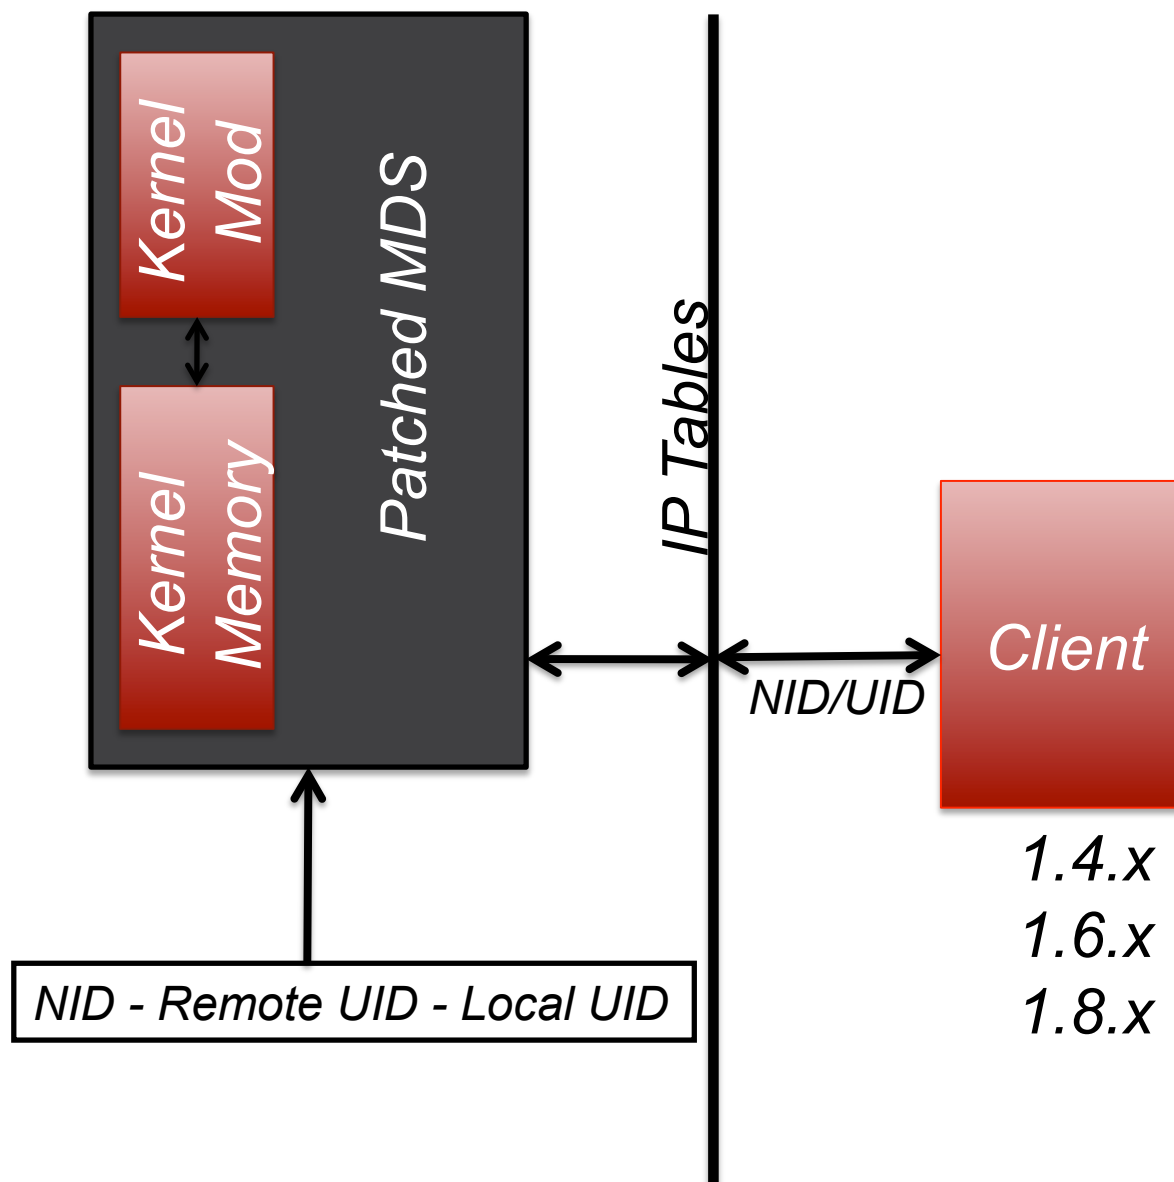 Kernel
Mod
Kernel
Memory
Patched MDS
IP Tables
NID/UID
Client
1.4.x
1.6.x
1.8.x
NID - Remote UID - Local UID